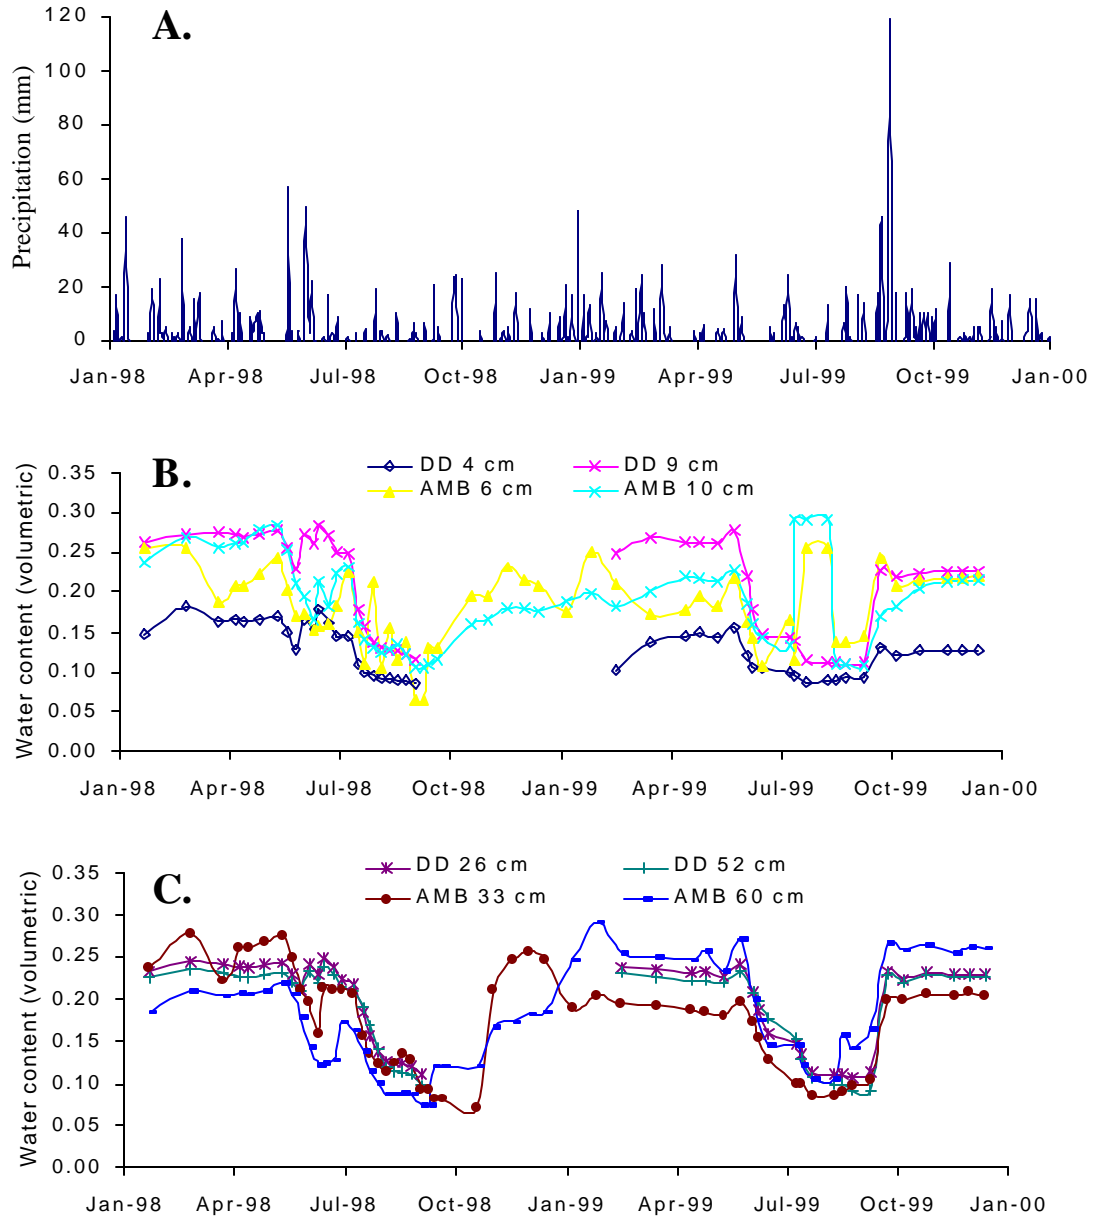 A.
Precipitation (mm)
120
100
80
60
40
20
0
Jan-98 Apr-98 Jul-98 Oct-98 Jan-99 Apr-99 Jul-99 Oct-99 Jan-00
B.
DD 4 cm DD 9 cm
AMB 6 cm AMB 10 cm
Water content (volumetric)
0.35
0.30
0.25
0.20
0.15
0.10
0.05
0.00
Jan-98 Apr-98 Jul-98 Oct-98 Jan-99 Apr-99 Jul-99 Oct-99 Jan-00
C.
DD 26 cm DD 52 cm
AMB 33 cm AMB 60 cm
Water content (volumetric)
0.35
0.30
0.25
0.20
0.15
0.10
0.05
0.00
Jan-98 Apr-98 Jul-98 Oct-98 Jan-99 Apr-99 Jul-99 Oct-99 Jan-00